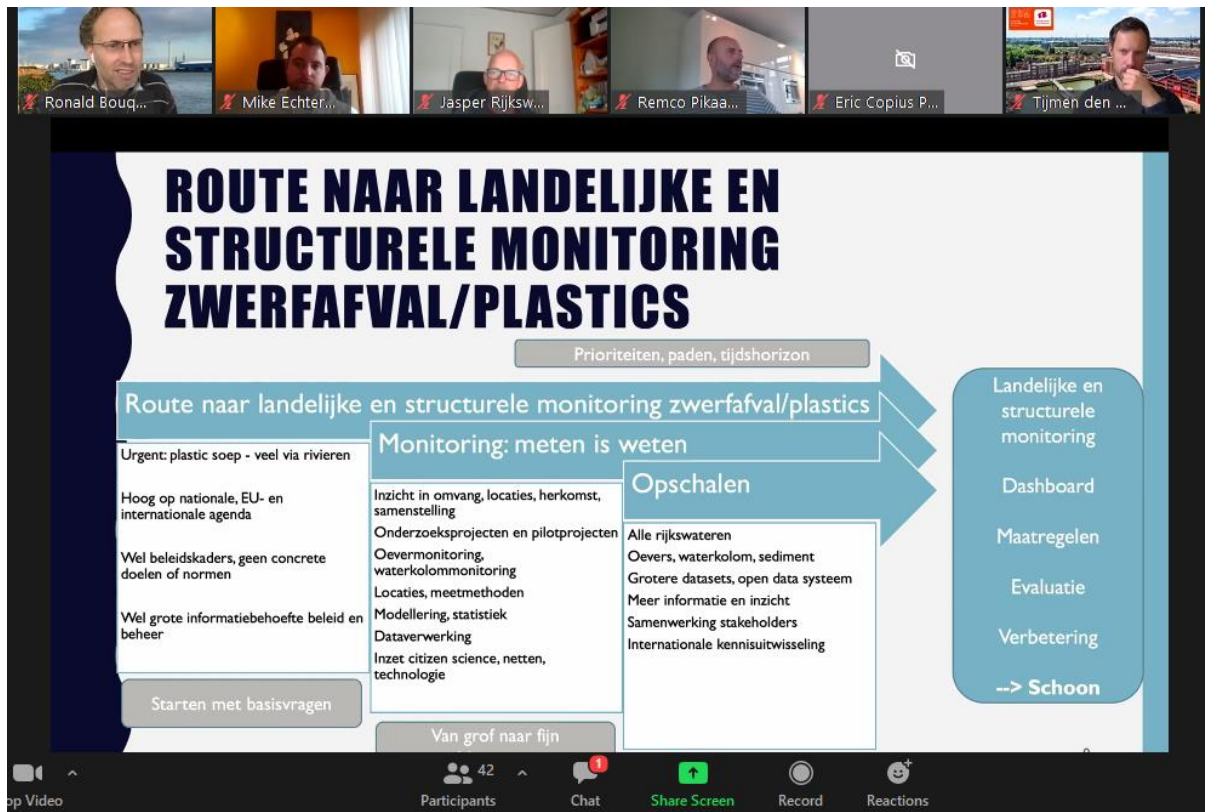 Ronald Bouq...
Mike Echter...
Jasper Rijksw...
Remco Pikaa...
Eric Copius P...
Tijmen den ...
ROUTE NAAR LANDELIJKE EN
STRUCTURELE MONITORING
ZWERFAFVAL/PLASTICS
Prioriteiten, paden, tijdshorizon
Route naar landelijke en structurele monitoring zwerfafval/plastics
Urgent: plastic soep - veel via rivieren
Hoog op nationale, EU- en
internationale agenda
Wel beleidskaders, geen concrete
doelen of normen
Wel grote informatiebehoefte beleid en
beheer
Starten met basisvragen
Monitoring: meten is weten
Inzicht in omvang, locaties, herkomst,
samenstelling
Onderzoeksprojecten en pilotprojecten
Oevermonitoring,
waterkolommonitoring
Locaties, meetmethoden
Modellering, statistiek
Dataverwerking
Inzet citizen science, netten,
technologie
Van grof naar fijn
Opschalen
Alle rijkswateren
Oevers, waterkolom, sediment
Grotere datasets, open data systeem
Meer informatie en inzicht
Samenwerking stakeholders
Internationale kennisuitwisseling
Landelijke en
structurele
monitoring
Dashboard
Maatregelen
Evaluatie
Verbetering
--> Schoon
op Video
42
Participants
1
Chat
Share Screen
Record
Reactions